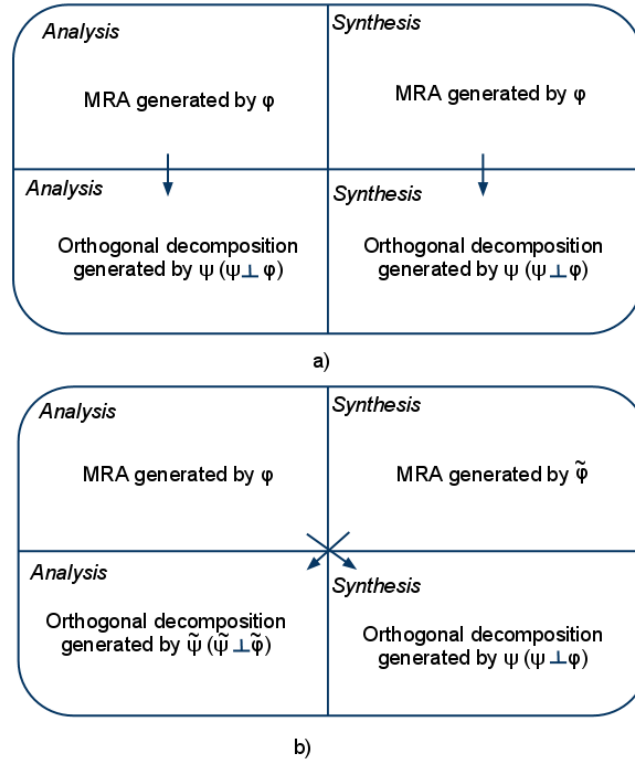 Analysis
Synthesis
MRA generated by φ
MRA generated by φ
Analysis
Synthesis
Orthogonal decomposition
generated by ψ (ψ⊥φ)
Orthogonal decomposition
generated by ψ (ψ⊥φ)
a)
Analysis
Synthesis
MRA generated by φ
MRA generated by φ̃
Analysis
Synthesis
Orthogonal decomposition
generated by ψ̃ (ψ̃⊥φ̃)
Orthogonal decomposition
generated by ψ (ψ⊥φ)
b)